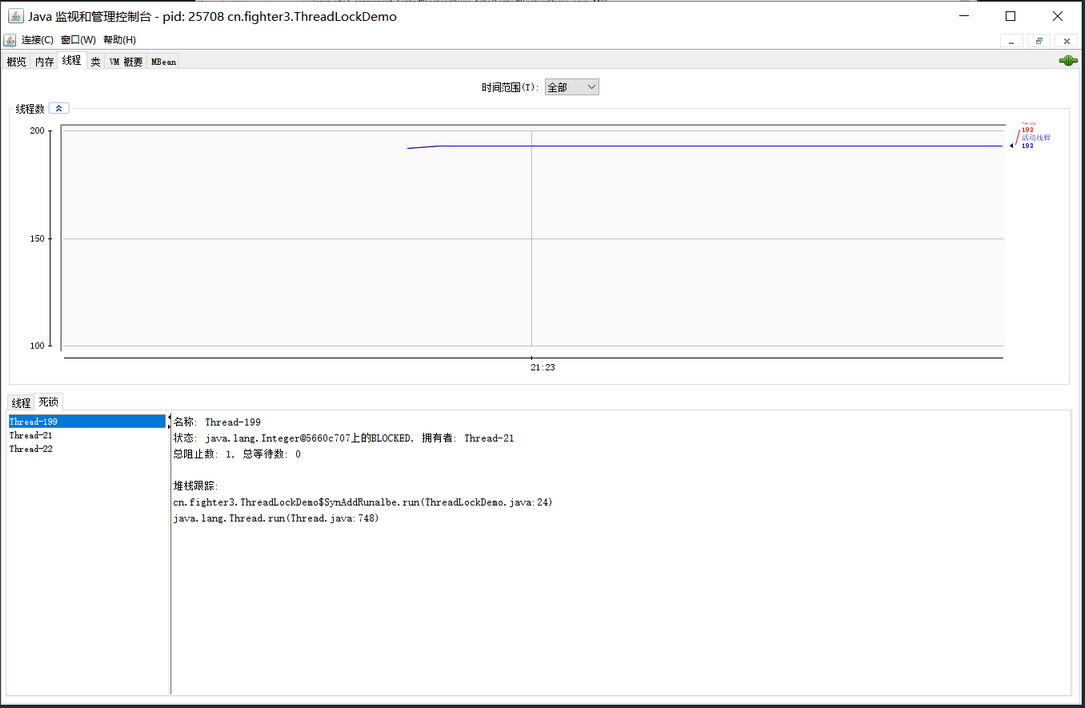 Java 监视和管理控制台 - pid: 25708 cn.fighter3.ThreadLockDemo
连接(C) 窗口(W) 帮助(H)
概览 内存 线程 类 VM 概要 MBean
时间范围(T): 全部
线程数
200
193
活动线程
193
150
100
21:23
线程 死锁
Thread-199
Thread-21
Thread-22
名称: Thread-199
状态: java.lang.Integer@5660c707上的BLOCKED, 拥有者: Thread-21
总阻止数: 1, 总等待数: 0
堆栈跟踪:
cn.fighter3.ThreadLockDemo$SynAddRunalbe.run(ThreadLockDemo.java:24)
java.lang.Thread.run(Thread.java:748)